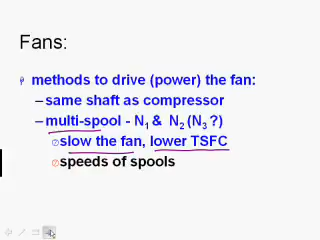 Fans:
methods to drive (power) the fan:
– same shaft as compressor
– multi-spool - N₁ & N₂ (N₃ ?)
slow the fan, lower TSFC
speeds of spools